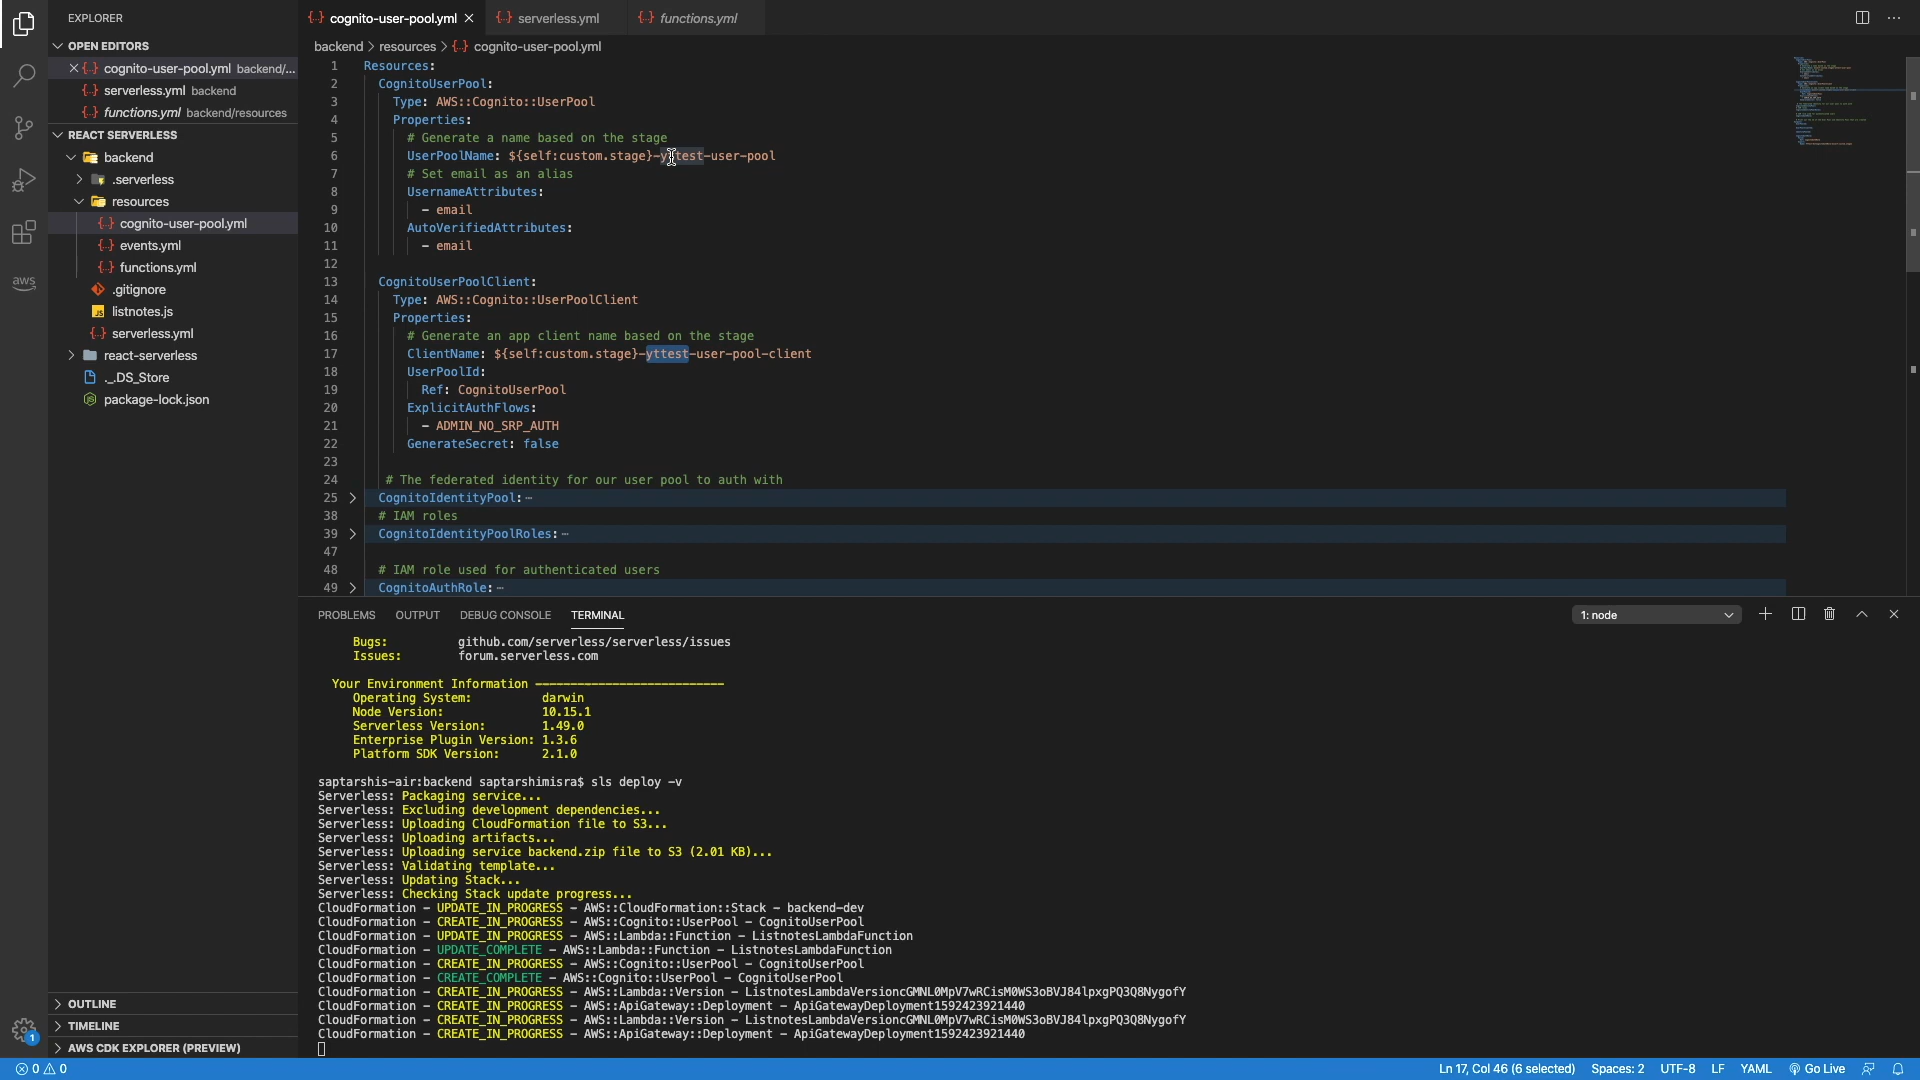 EXPLORER
OPEN EDITORS
cognito-user-pool.yml backend/...
serverless.yml backend
functions.yml backend/resources
REACT SERVERLESS
backend
.serverless
resources
cognito-user-pool.yml
events.yml
functions.yml
.gitignore
listnotes.js
serverless.yml
react-serverless
._.DS_Store
package-lock.json
aws
OUTLINE
TIMELINE
AWS CDK EXPLORER (PREVIEW)
cognito-user-pool.yml
serverless.yml
functions.yml
backend > resources > cognito-user-pool.yml
1 Resources:
2 CognitoUserPool:
3 Type: AWS::Cognito::UserPool
4 Properties:
5 # Generate a name based on the stage
6 UserPoolName: ${self:custom.stage}-yttest-user-pool
7 # Set email as an alias
8 UsernameAttributes:
9 - email
10 AutoVerifiedAttributes:
11 - email
12
13 CognitoUserPoolClient:
14 Type: AWS::Cognito::UserPoolClient
15 Properties:
16 # Generate an app client name based on the stage
17 ClientName: ${self:custom.stage}-yttest-user-pool-client
18 UserPoolId:
19 Ref: CognitoUserPool
20 ExplicitAuthFlows:
21 - ADMIN_NO_SRP_AUTH
22 GenerateSecret: false
23
24 # The federated identity for our user pool to auth with
25 CognitoIdentityPool:
38 # IAM roles
39 CognitoIdentityPoolRoles:
47
48 # IAM role used for authenticated users
49 CognitoAuthRole:
PROBLEMS OUTPUT DEBUG CONSOLE TERMINAL
1: node
Bugs: github.com/serverless/serverless/issues
Issues: forum.serverless.com
Your Environment Information ---------------------------
Operating System: darwin
Node Version: 10.15.1
Serverless Version: 1.49.0
Enterprise Plugin Version: 1.3.6
Platform SDK Version: 2.1.0
saptarshis-air:backend saptarshimisra$ sls deploy -v
Serverless: Packaging service...
Serverless: Excluding development dependencies...
Serverless: Uploading CloudFormation file to S3...
Serverless: Uploading artifacts...
Serverless: Uploading service backend.zip file to S3 (2.01 KB)...
Serverless: Validating template...
Serverless: Updating Stack...
Serverless: Checking Stack update progress...
CloudFormation - UPDATE_IN_PROGRESS - AWS::CloudFormation::Stack - backend-dev
CloudFormation - CREATE_IN_PROGRESS - AWS::Cognito::UserPool - CognitoUserPool
CloudFormation - UPDATE_IN_PROGRESS - AWS::Lambda::Function - ListnotesLambdaFunction
CloudFormation - UPDATE_COMPLETE - AWS::Lambda::Function - ListnotesLambdaFunction
CloudFormation - CREATE_IN_PROGRESS - AWS::Cognito::UserPool - CognitoUserPool
CloudFormation - CREATE_COMPLETE - AWS::Cognito::UserPool - CognitoUserPool
CloudFormation - CREATE_IN_PROGRESS - AWS::Lambda::Version - ListnotesLambdaVersioncGMNL0MpV7wRCisM0WS3oBVJ84lpxgPQ3Q8NygofY
CloudFormation - CREATE_IN_PROGRESS - AWS::ApiGateway::Deployment - ApiGatewayDeployment1592423921440
CloudFormation - CREATE_IN_PROGRESS - AWS::Lambda::Version - ListnotesLambdaVersioncGMNL0MpV7wRCisM0WS3oBVJ84lpxgPQ3Q8NygofY
CloudFormation - CREATE_IN_PROGRESS - AWS::ApiGateway::Deployment - ApiGatewayDeployment1592423921440
1
0 0
Ln 17, Col 46 (6 selected) Spaces: 2 UTF-8 LF YAML Go Live